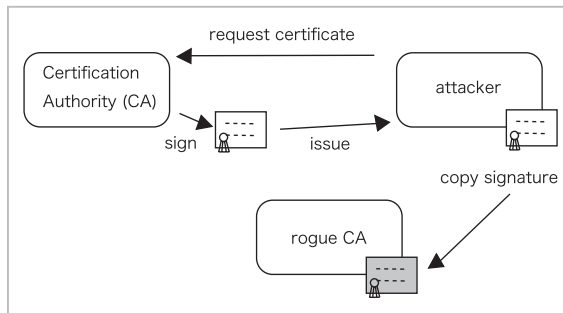 request certificate
Certification
Authority (CA)
attacker
sign
issue
copy signature
rogue CA